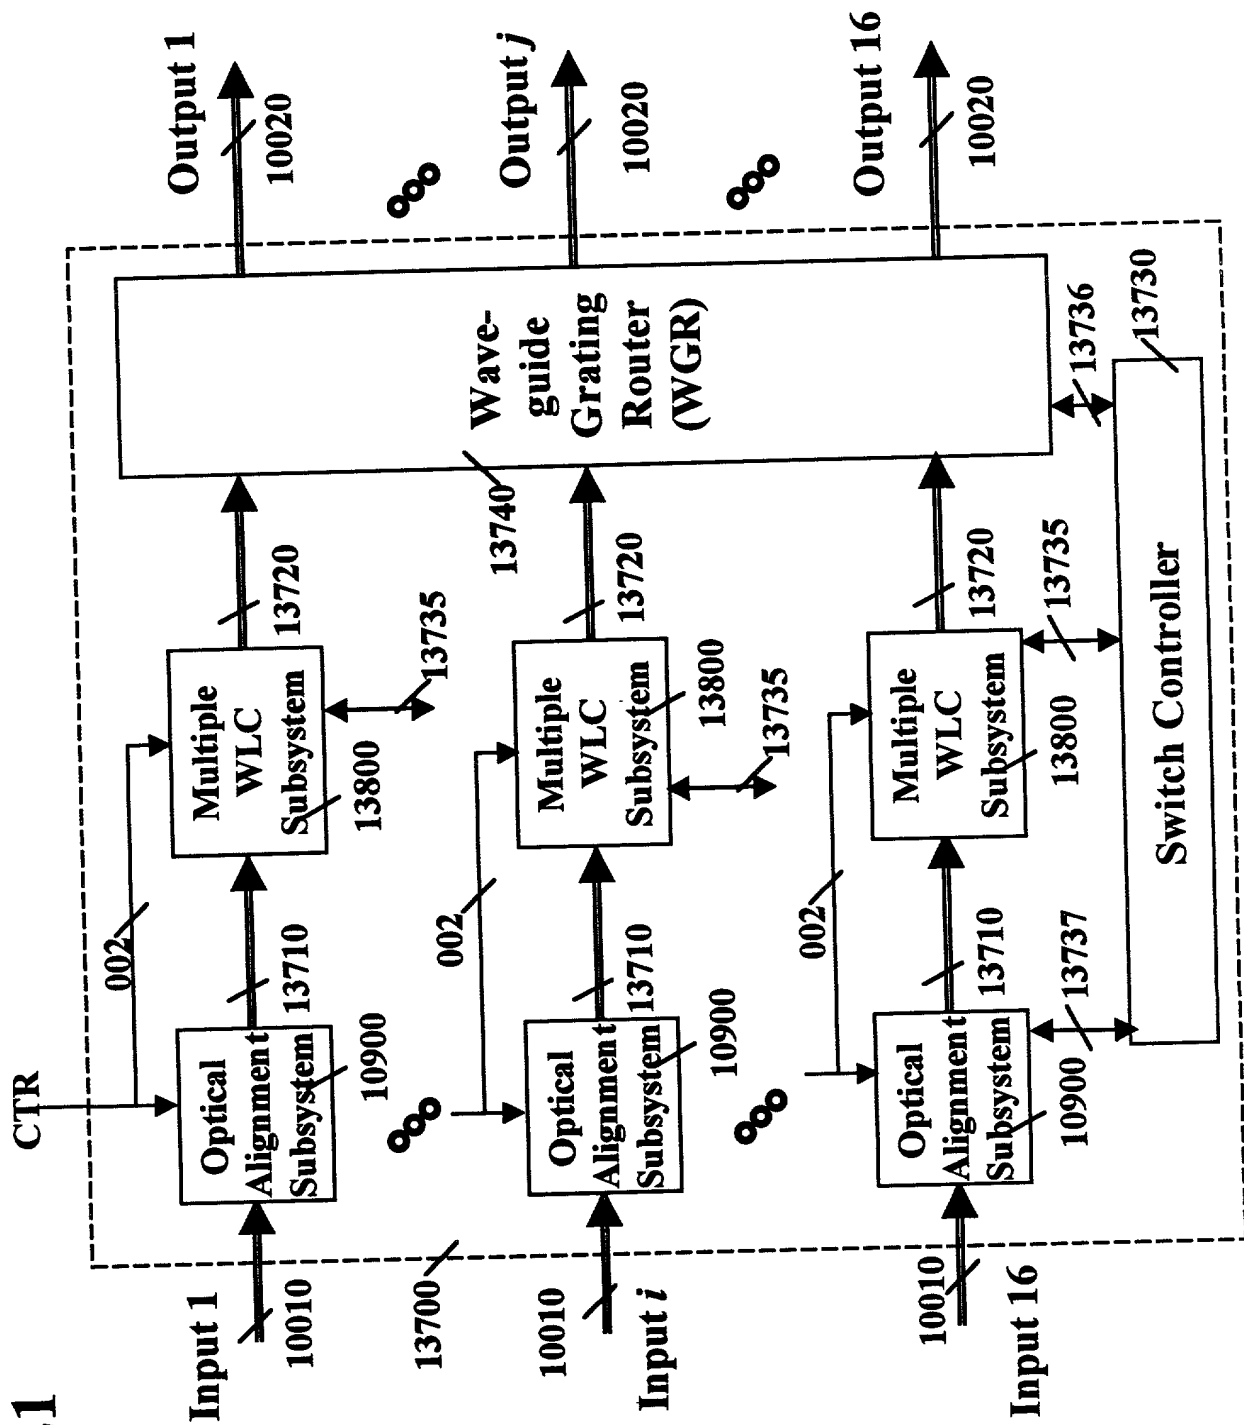 CTR
Input 1
10010
Optical
Alignment
Subsystem
10900
002
13710
Multiple
WLC
Subsystem
13800
13735
13720
Output 1
10020
13700
10010
Input i
Optical
Alignment
Subsystem
10900
002
13710
Multiple
WLC
Subsystem
13800
13735
13720
13740
Wave-
guide
Grating
Router
(WGR)
Output j
10020
10010
Input 16
Optical
Alignment
Subsystem
10900
002
13710
Multiple
WLC
Subsystem
13800
13720
13735
13737
13736
13730
Switch Controller
Output 16
10020